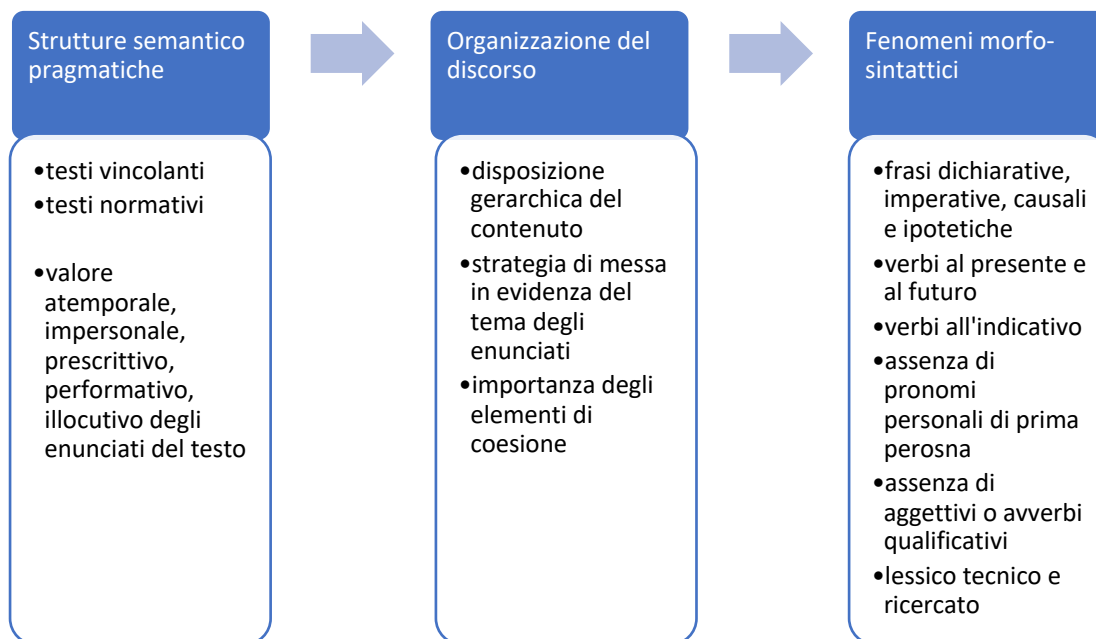 Strutture semantico
pragmatiche
•testi vincolanti
•testi normativi
•valore
atemporale,
impersonale,
prescrittivo,
performativo,
illocutivo degli
enunciati del testo
Organizzazione del
discorso
•disposizione
gerarchica del
contenuto
•strategia di messa
in evidenza del
tema degli
enunciati
•importanza degli
elementi di
coesione
Fenomeni morfo-
sintattici
•frasi dichiarative,
imperative, causali
e ipotetiche
•verbi al presente e
al futuro
•verbi all'indicativo
•assenza di
pronomi
personali di prima
perosna
•assenza di
aggettivi o avverbi
qualificativi
•lessico tecnico e
ricercato